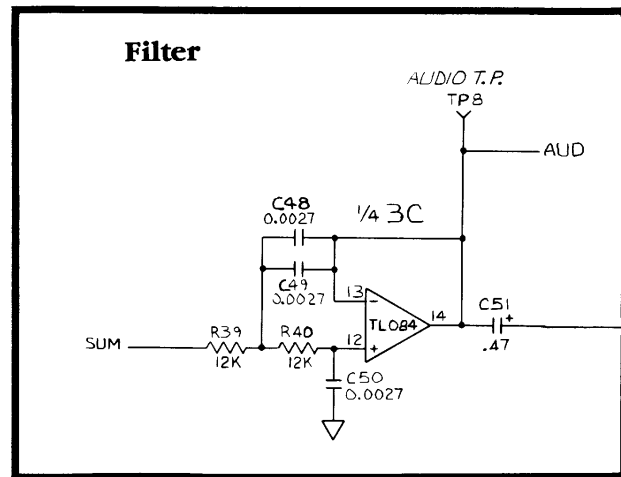 Filter
AUDIO T.P.
TP8
AUD
C48
0.0027
1/4 3C
C49
0.0027
13
C51
TL084
14
+
SUM
R39
R40
12
+
.47
12K
12K
C50
0.0027